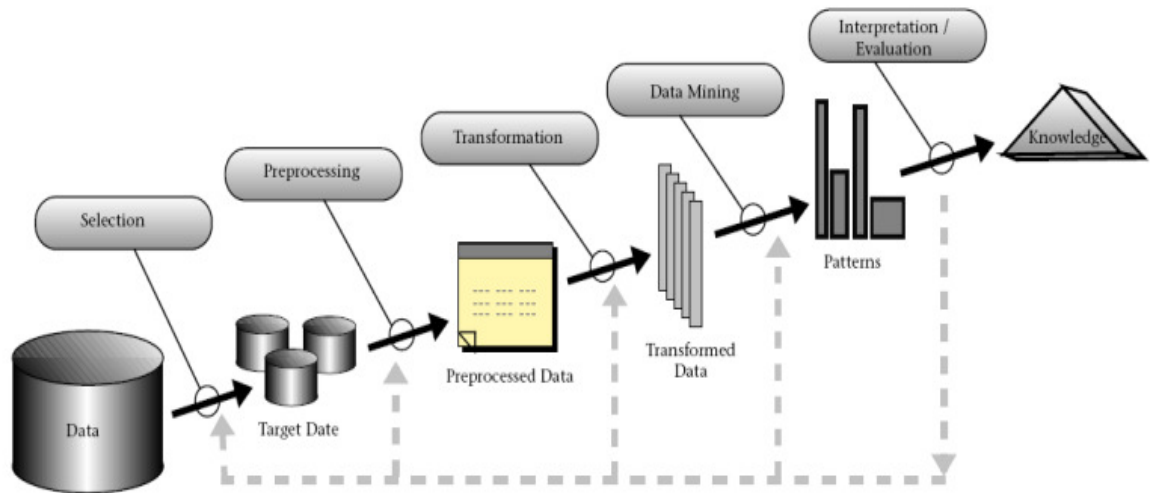 Interpretation /
Evaluation
Data Mining
Knowledge
Transformation
Preprocessing
Selection
Patterns
Transformed
Data
Preprocessed Data
Target Date
Data